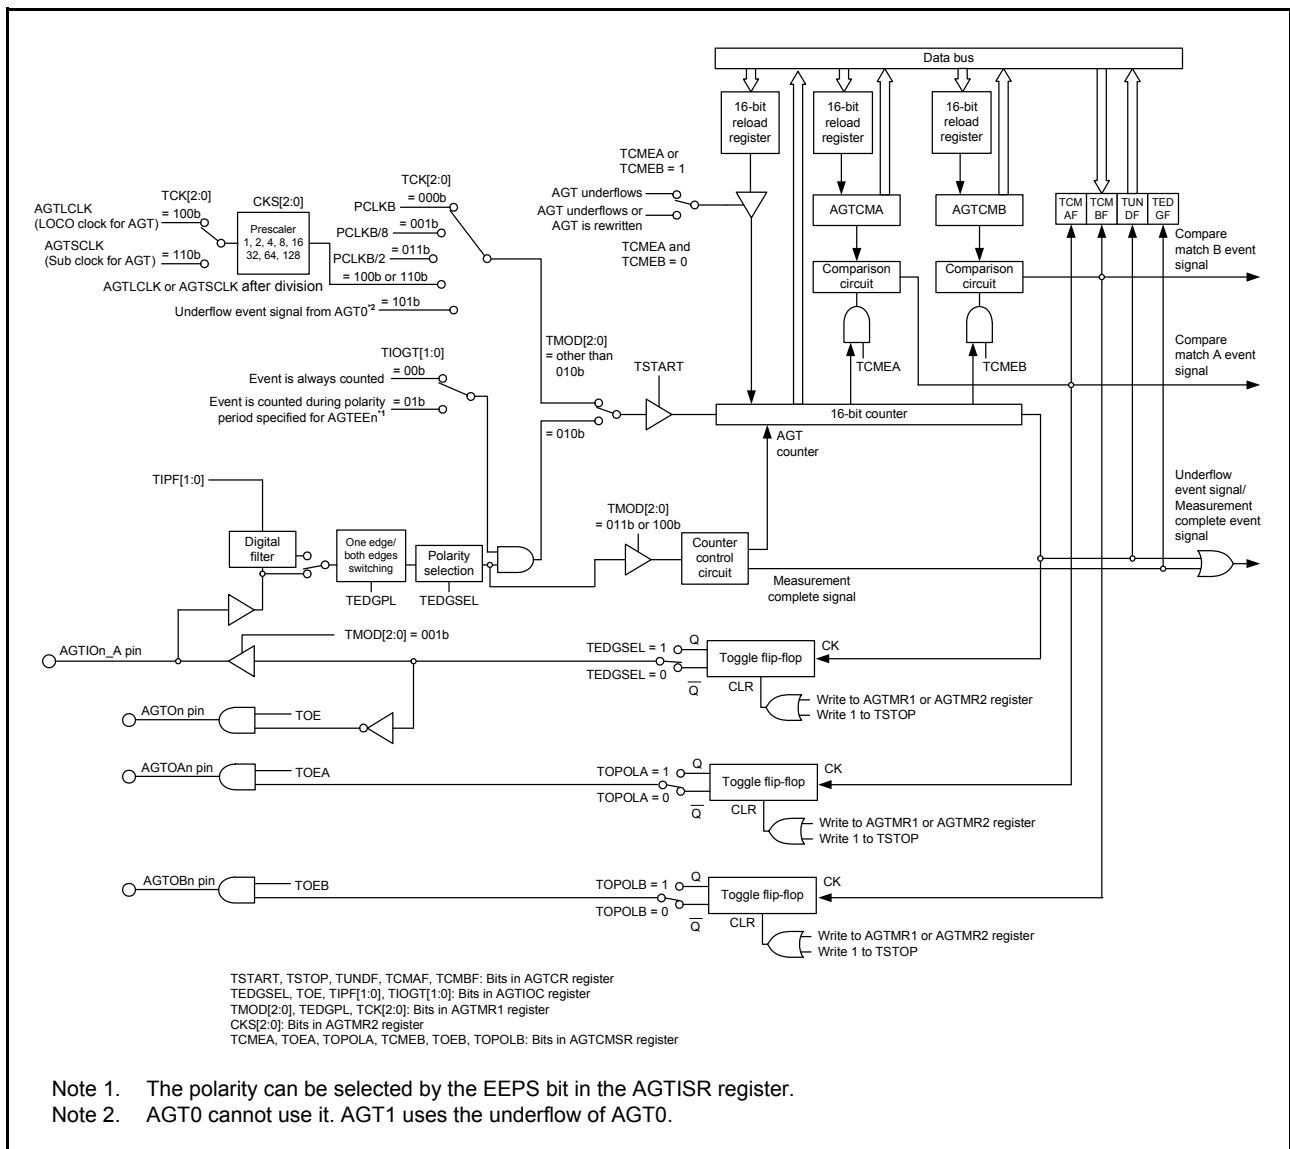 Data bus
16-bit
reload
register
16-bit
reload
register
16-bit
reload
register
TCMEA or
TCMEB = 1
AGT underflows
AGT underflows or
AGT is rewritten
TCMEA and
TCMEB = 0
AGTCMA
AGTCMB
TCM
AF
TCM
BF
TUN
DF
TED
GF
Comparison
circuit
Comparison
circuit
TCMEA
TCMEB
Compare
match B event
signal
Compare
match A event
signal
Underflow
event signal/
Measurement
complete event
signal
TCK[2:0]
AGTLCLK
(LOCO clock for AGT)
= 100b
AGTSCLK
(Sub clock for AGT)
= 110b
CKS[2:0]
Prescaler
1, 2, 4, 8, 16
32, 64, 128
TCK[2:0]
PCLKB
= 000b
PCLKB/8
= 001b
PCLKB/2
= 011b
AGTLCLK or AGTSCLK after division
= 100b or 110b
Underflow event signal from AGT0*2
= 101b
TIOGT[1:0]
Event is always counted
= 00b
Event is counted during polarity
period specified for AGTEEn*1
= 01b
TMOD[2:0]
= other than
010b
= 010b
TSTART
16-bit counter
AGT
counter
TIPF[1:0]
Digital
filter
One edge/
both edges
switching
TEDGPL
Polarity
selection
TEDGSEL
TMOD[2:0]
= 011b or 100b
Counter
control
circuit
Measurement
complete signal
AGTIOn_A pin
TMOD[2:0] = 001b
TEDGSEL = 1
TEDGSEL = 0
Q
Q
Toggle flip-flop
CK
CLR
Write to AGTMR1 or AGTMR2 register
Write 1 to TSTOP
AGTOn pin
TOE
AGTOAn pin
TOEA
TOPOLA = 1
TOPOLA = 0
Q
Q
Toggle flip-flop
CK
CLR
Write to AGTMR1 or AGTMR2 register
Write 1 to TSTOP
AGTOBn pin
TOEB
TOPOLB = 1
TOPOLB = 0
Q
Q
Toggle flip-flop
CK
CLR
Write to AGTMR1 or AGTMR2 register
Write 1 to TSTOP
TSTART, TSTOP, TUNDF, TCMAF, TCMBF: Bits in AGTCR register
TEDGSEL, TOE, TIPF[1:0], TIOGT[1:0]: Bits in AGTIOC register
TMOD[2:0], TEDGPL, TCK[2:0]: Bits in AGTMR1 register
CKS[2:0]: Bits in AGTMR2 register
TCMEA, TOEA, TOPOLA, TCMEB, TOEB, TOPOLB: Bits in AGTCMSR register
Note 1. The polarity can be selected by the EEPS bit in the AGTISR register.
Note 2. AGT0 cannot use it. AGT1 uses the underflow of AGT0.